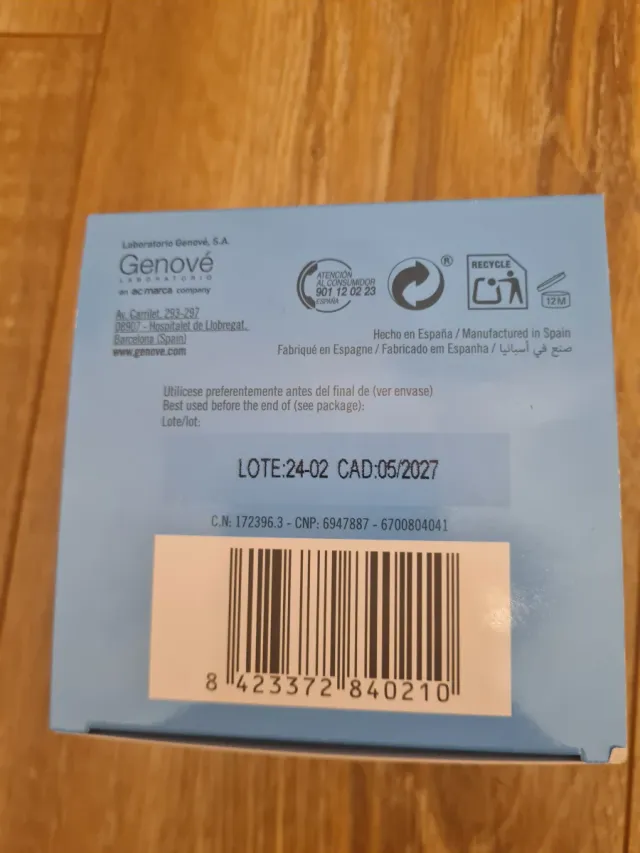 Laboratorio Genové, S.A.
Genové
LABORATORIO
an ac marca company
Av. Carrilet, 293-297
08907 - Hospitalet de Llobregat,
Barcelona (Spain)
www.genove.com
ATENCIÓN
AL CONSUMIDOR
901 12 02 23
ESPAÑA
®
RECYCLE
12M
Hecho en España / Manufactured in Spain
Fabriqué en Espagne / Fabricado em Espanha / صنع في أسبانيا
Utilícese preferentemente antes del final de (ver envase)
Best used before the end of (see package):
Lote/lot:
LOTE:24-02 CAD:05/2027
C.N: 172396.3 - CNP: 6947887 - 6700804041
8 423372 840210